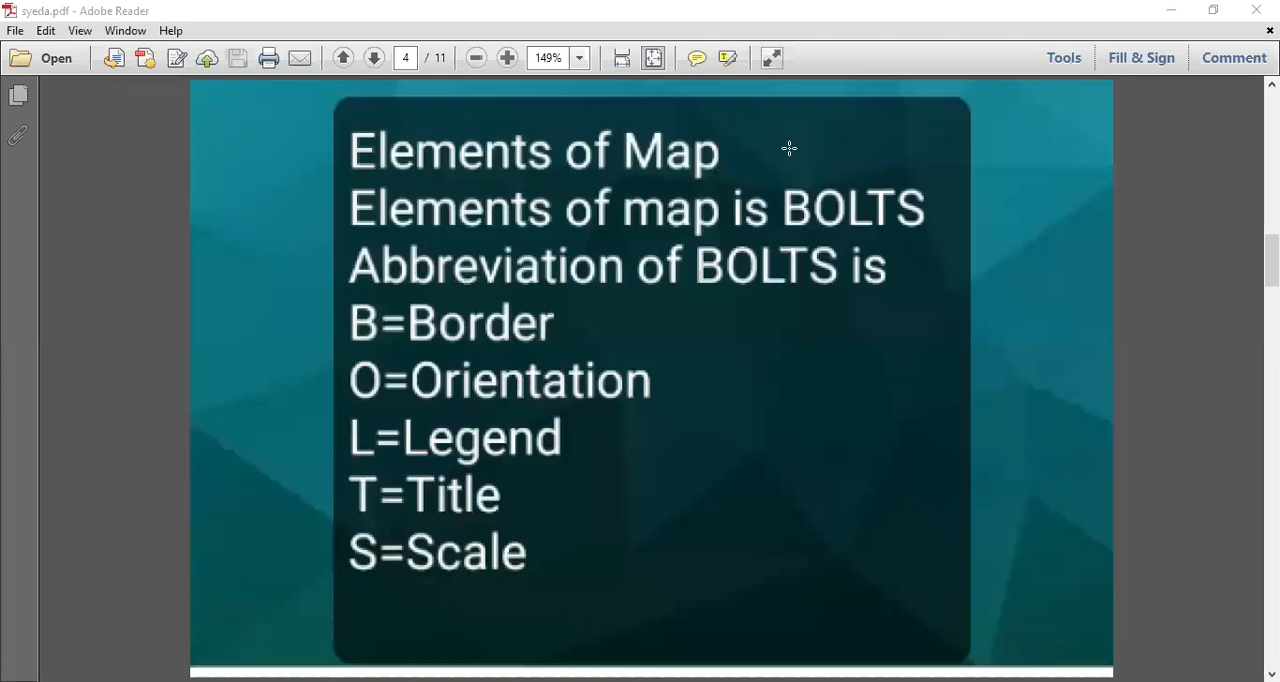 syeda.pdf - Adobe Reader
File Edit View Window Help
Open 4 / 11 149% Tools Fill & Sign Comment
Elements of Map
Elements of map is BOLTS
Abbreviation of BOLTS is
B=Border
O=Orientation
L=Legend
T=Title
S=Scale